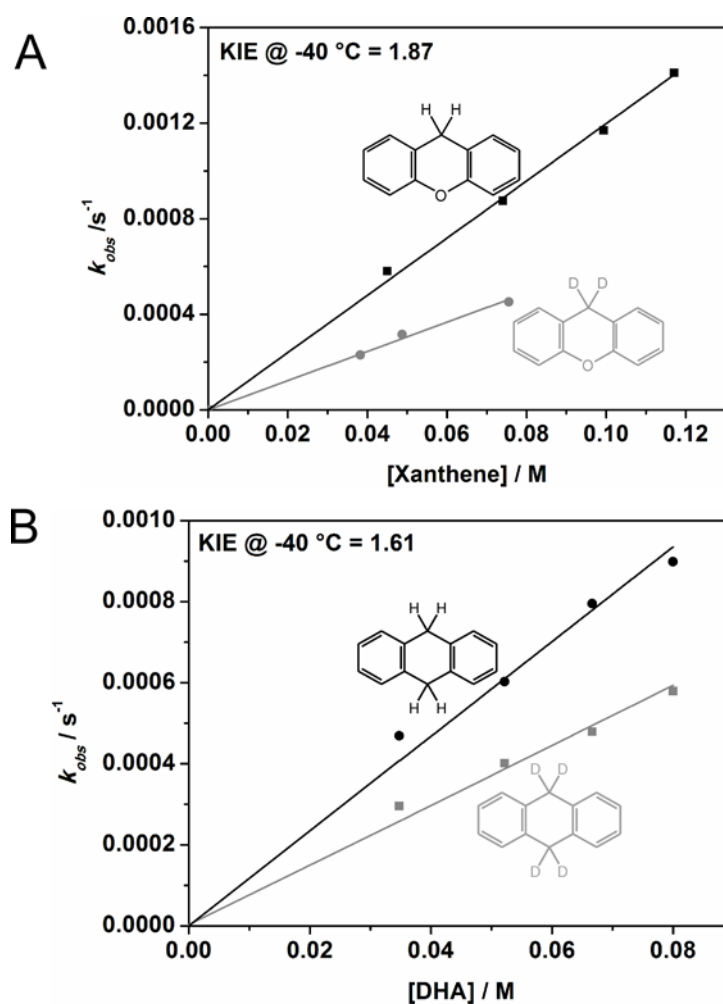 A
KIE @ -40 °C = 1.87
0.0016
0.0012
0.0008
0.0004
0.0000
k_obs /s⁻¹
H H
O
D D
O
0.00 0.02 0.04 0.06 0.08 0.10 0.12
[Xanthene] / M
B
KIE @ -40 °C = 1.61
0.0010
0.0008
0.0006
0.0004
0.0002
0.0000
k_obs / s⁻¹
H H
H H
D D
D D
0.00 0.02 0.04 0.06 0.08
[DHA] / M